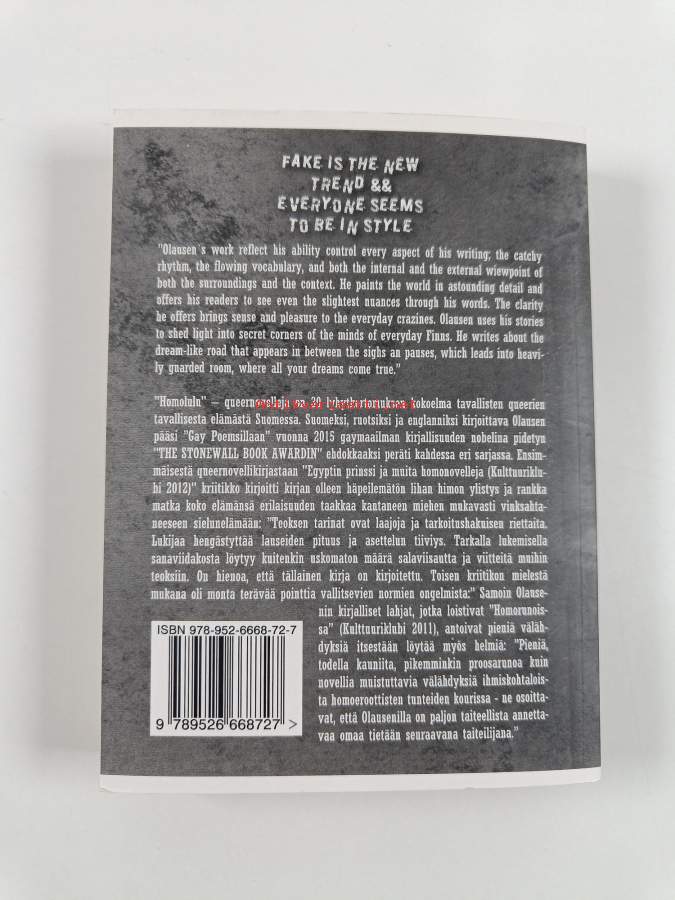 FAKE IS THE NEW
TREND &&
EVERYONE SEEMS
TO BE IN STYLE
"Olausen's work reflect his ability control every aspect of his writing; the catchy
rhythm, the flowing vocabulary, and both the internal and the external wiewpoint of
both the surroundings and the context. He paints the world in astounding detail and
offers his readers to see even the slightest nuances through his words. The clarity
he offers brings sense and pleasure to the everyday crazines. Olausen uses his stories
to shed light into secret corners of the minds of everyday Finns. He writes about the
dream-like road that appears in between the sighs an pauses, which leads into heavi-
ly guarded room, where all your dreams come true."
"Homolulu" – queernovelleja on 30 lyhytkertomuksen kokoelma tavallisten queerien
tavallisesta elämästä Suomessa. Suomeksi, ruotsiksi ja englanniksi kirjoittava Olausen
pääsi "Gay Poemsillaan" vuonna 2015 gaymaailman kirjallisuuden nobelina pidetyn
"THE STONEWALL BOOK AWARDIN" ehdokkaaksi peräti kahdessa eri sarjassa. Ensim-
mäisestä queernovellikirjastaan "Egyptin prinssi ja muita homonovelleja (Kulttuuriklu-
bi 2012)" kriitikko kirjoitti kirjan olleen häpeilemätön lihan himon ylistys ja rankka
matka koko elämänsä erilaisuuden taakkaa kantaneen miehen mukavasti vinksahta-
neeseen sielunelämään: "Teoksen tarinat ovat laajoja ja tarkoitushakuisen riettaita.
Lukijaa hengästyttää lauseiden pituus ja asettelun tiiviys. Tarkalla lukemisella
sanaviidakosta löytyy kuitenkin uskomaton määrä salaviisautta ja viitteitä muihin
teoksiin. On hienoa, että tällainen kirja on kirjoitettu. Toisen kriitikon mielestä
mukana oli monta terävää pointtia vallitsevien normien ongelmista:" Samoin Olause-
nin kirjalliset lahjat, jotka loistivat "Homorunois-
sa" (Kulttuuriklubi 2011), antoivat pieniä väläh-
dyksiä itsestään löytää myös helmiä: "Pieniä,
todella kauniita, pikemminkin proosarunoa kuin
novellia muistuttavia välähdyksiä ihmiskohtalois-
ta homoeroottisten tunteiden kourissa - ne osoitta-
vat, että Olausenilla on paljon taiteellista annetta-
vaa omaa tietään seuraavana taiteilijana."
ISBN 978-952-6668-72-7
9 789526 668727 >